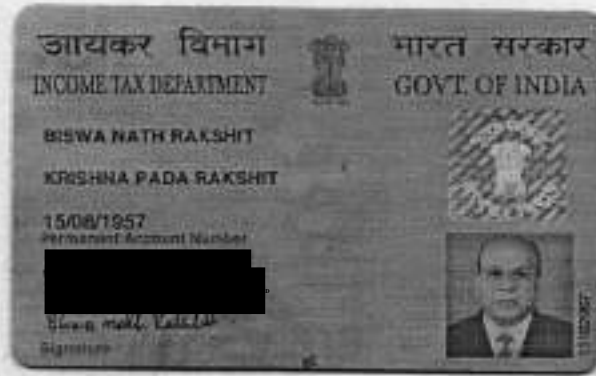 आयकर विभाग
भारत सरकार
INCOME TAX DEPARTMENT
GOVT. OF INDIA
BISWA NATH RAKSHIT
KRISHNA PADA RAKSHIT
15/08/1957
Permanent Account Number
Signature